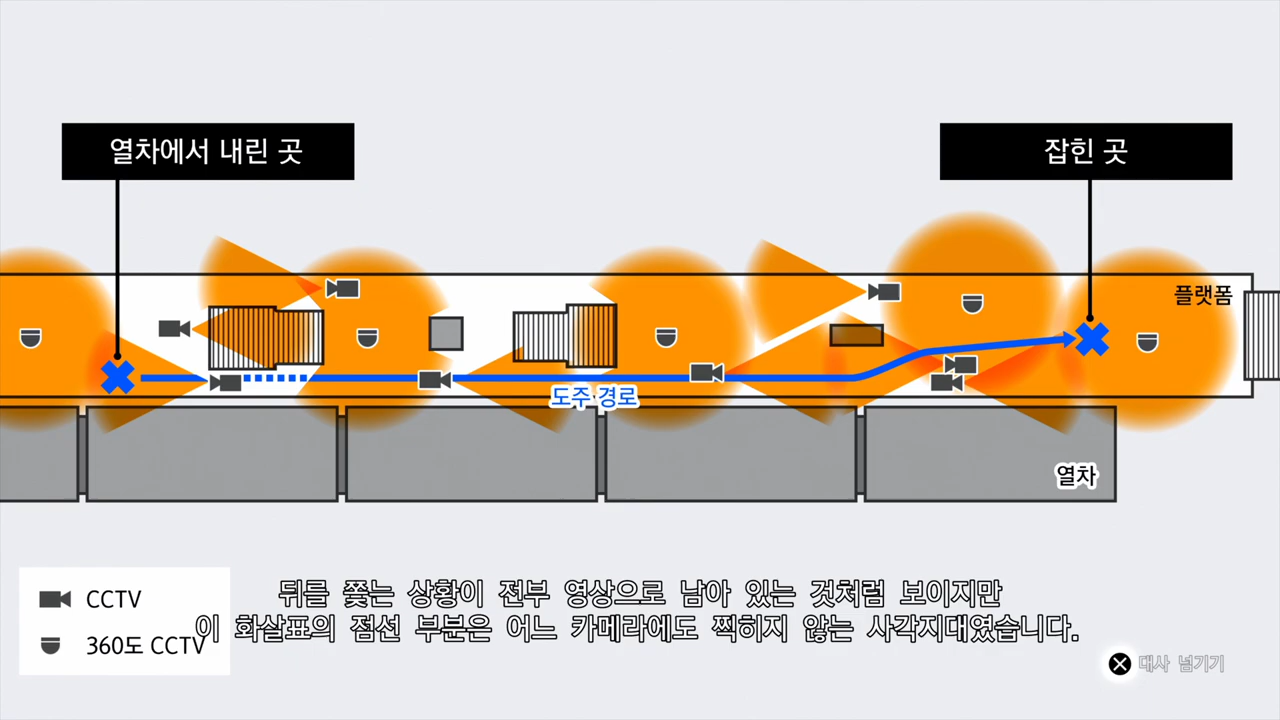 열차에서 내린 곳
잡힌 곳
플랫폼
도주 경로
열차
CCTV
360도 CCTV
뒤를 쫓는 상황이 전부 영상으로 남아 있는 것처럼 보이지만
이 화살표의 점선 부분은 어느 카메라에도 찍히지 않는 사각지대였습니다.
대사 넘기기